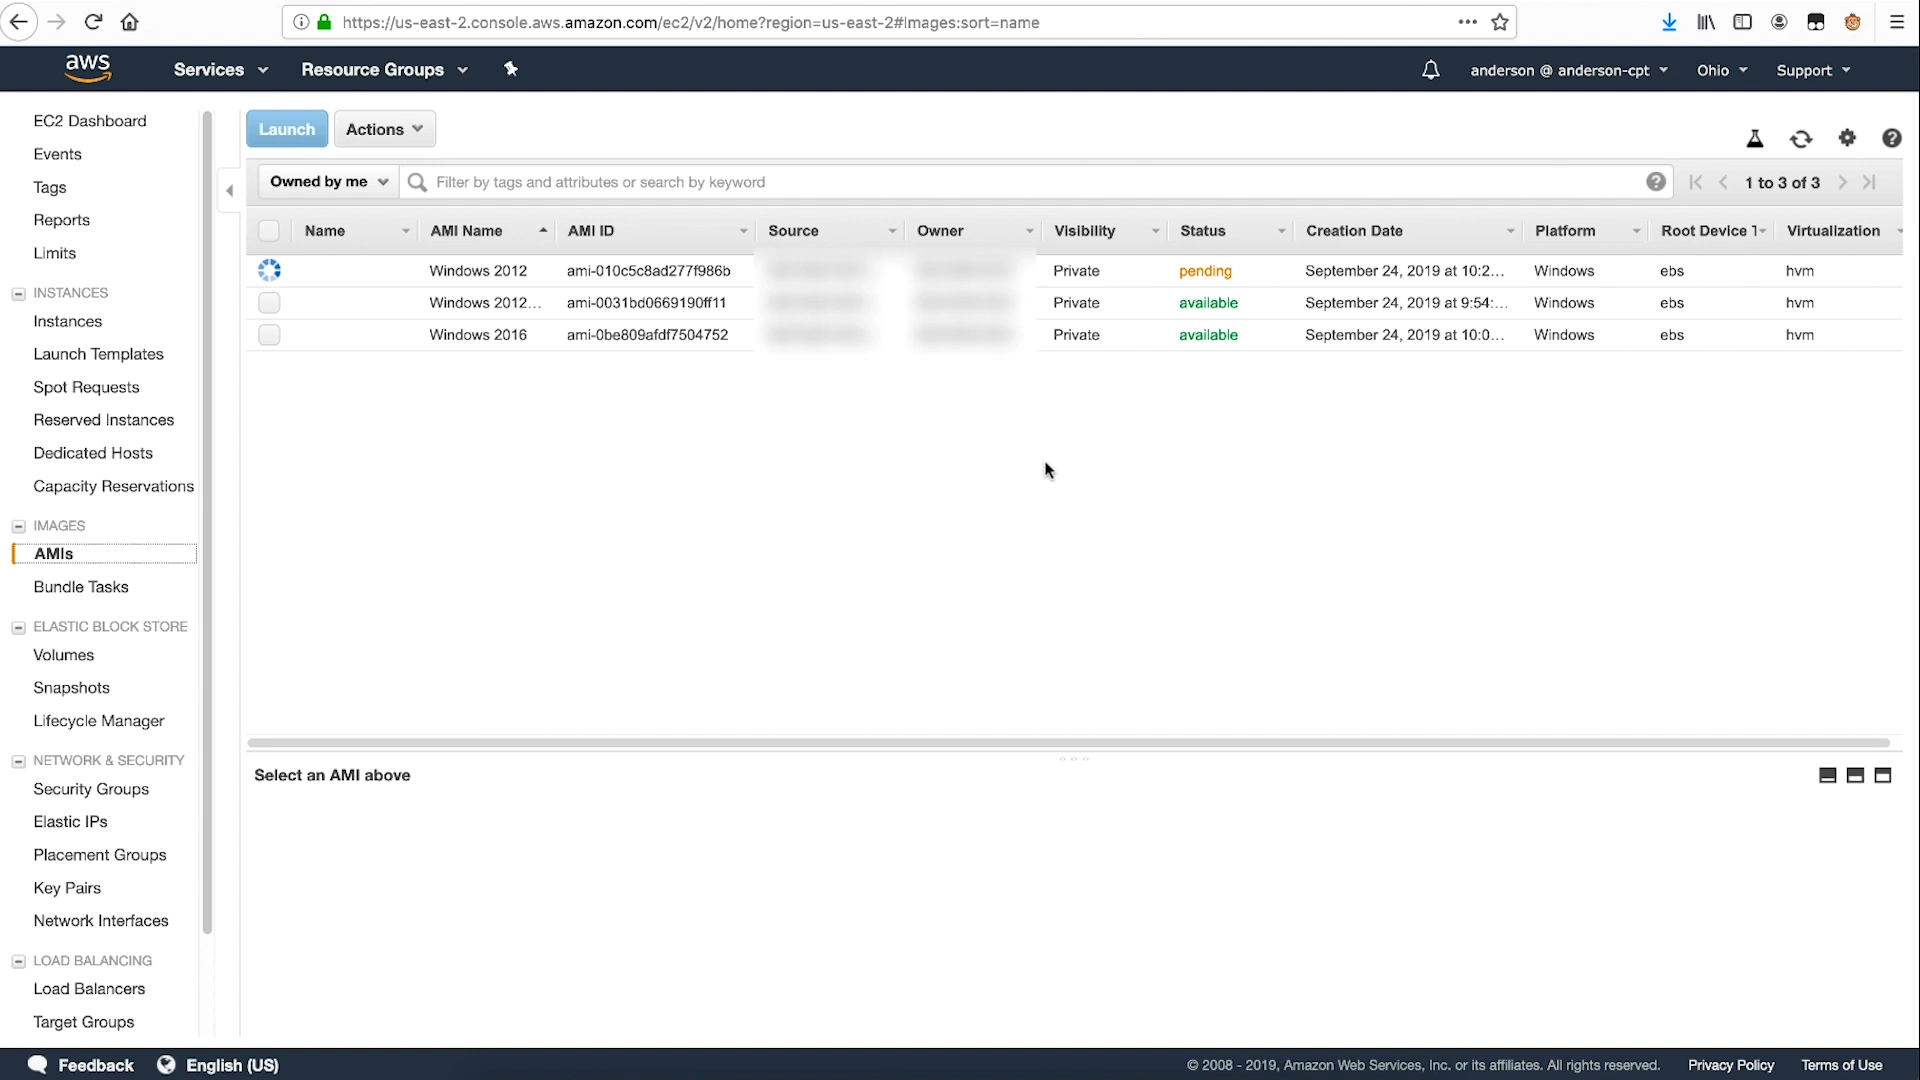 https://us-east-2.console.aws.amazon.com/ec2/v2/home?region=us-east-2#Images:sort=name
aws
Services
Resource Groups
anderson @ anderson-cpt
Ohio
Support
EC2 Dashboard
Events
Tags
Reports
Limits
INSTANCES
Instances
Launch Templates
Spot Requests
Reserved Instances
Dedicated Hosts
Capacity Reservations
IMAGES
AMIs
Bundle Tasks
ELASTIC BLOCK STORE
Volumes
Snapshots
Lifecycle Manager
NETWORK & SECURITY
Security Groups
Elastic IPs
Placement Groups
Key Pairs
Network Interfaces
LOAD BALANCING
Load Balancers
Target Groups
Launch
Actions
Owned by me
Filter by tags and attributes or search by keyword
1 to 3 of 3
Name AMI Name AMI ID Source Owner Visibility Status Creation Date Platform Root Device T Virtualization
Windows 2012 ami-010c5c8ad277f986b Private pending September 24, 2019 at 10:2... Windows ebs hvm
Windows 2012... ami-0031bd0669190ff11 Private available September 24, 2019 at 9:54:... Windows ebs hvm
Windows 2016 ami-0be809afdf7504752 Private available September 24, 2019 at 10:0... Windows ebs hvm
Select an AMI above
Feedback
English (US)
© 2008 - 2019, Amazon Web Services, Inc. or its affiliates. All rights reserved.
Privacy Policy
Terms of Use